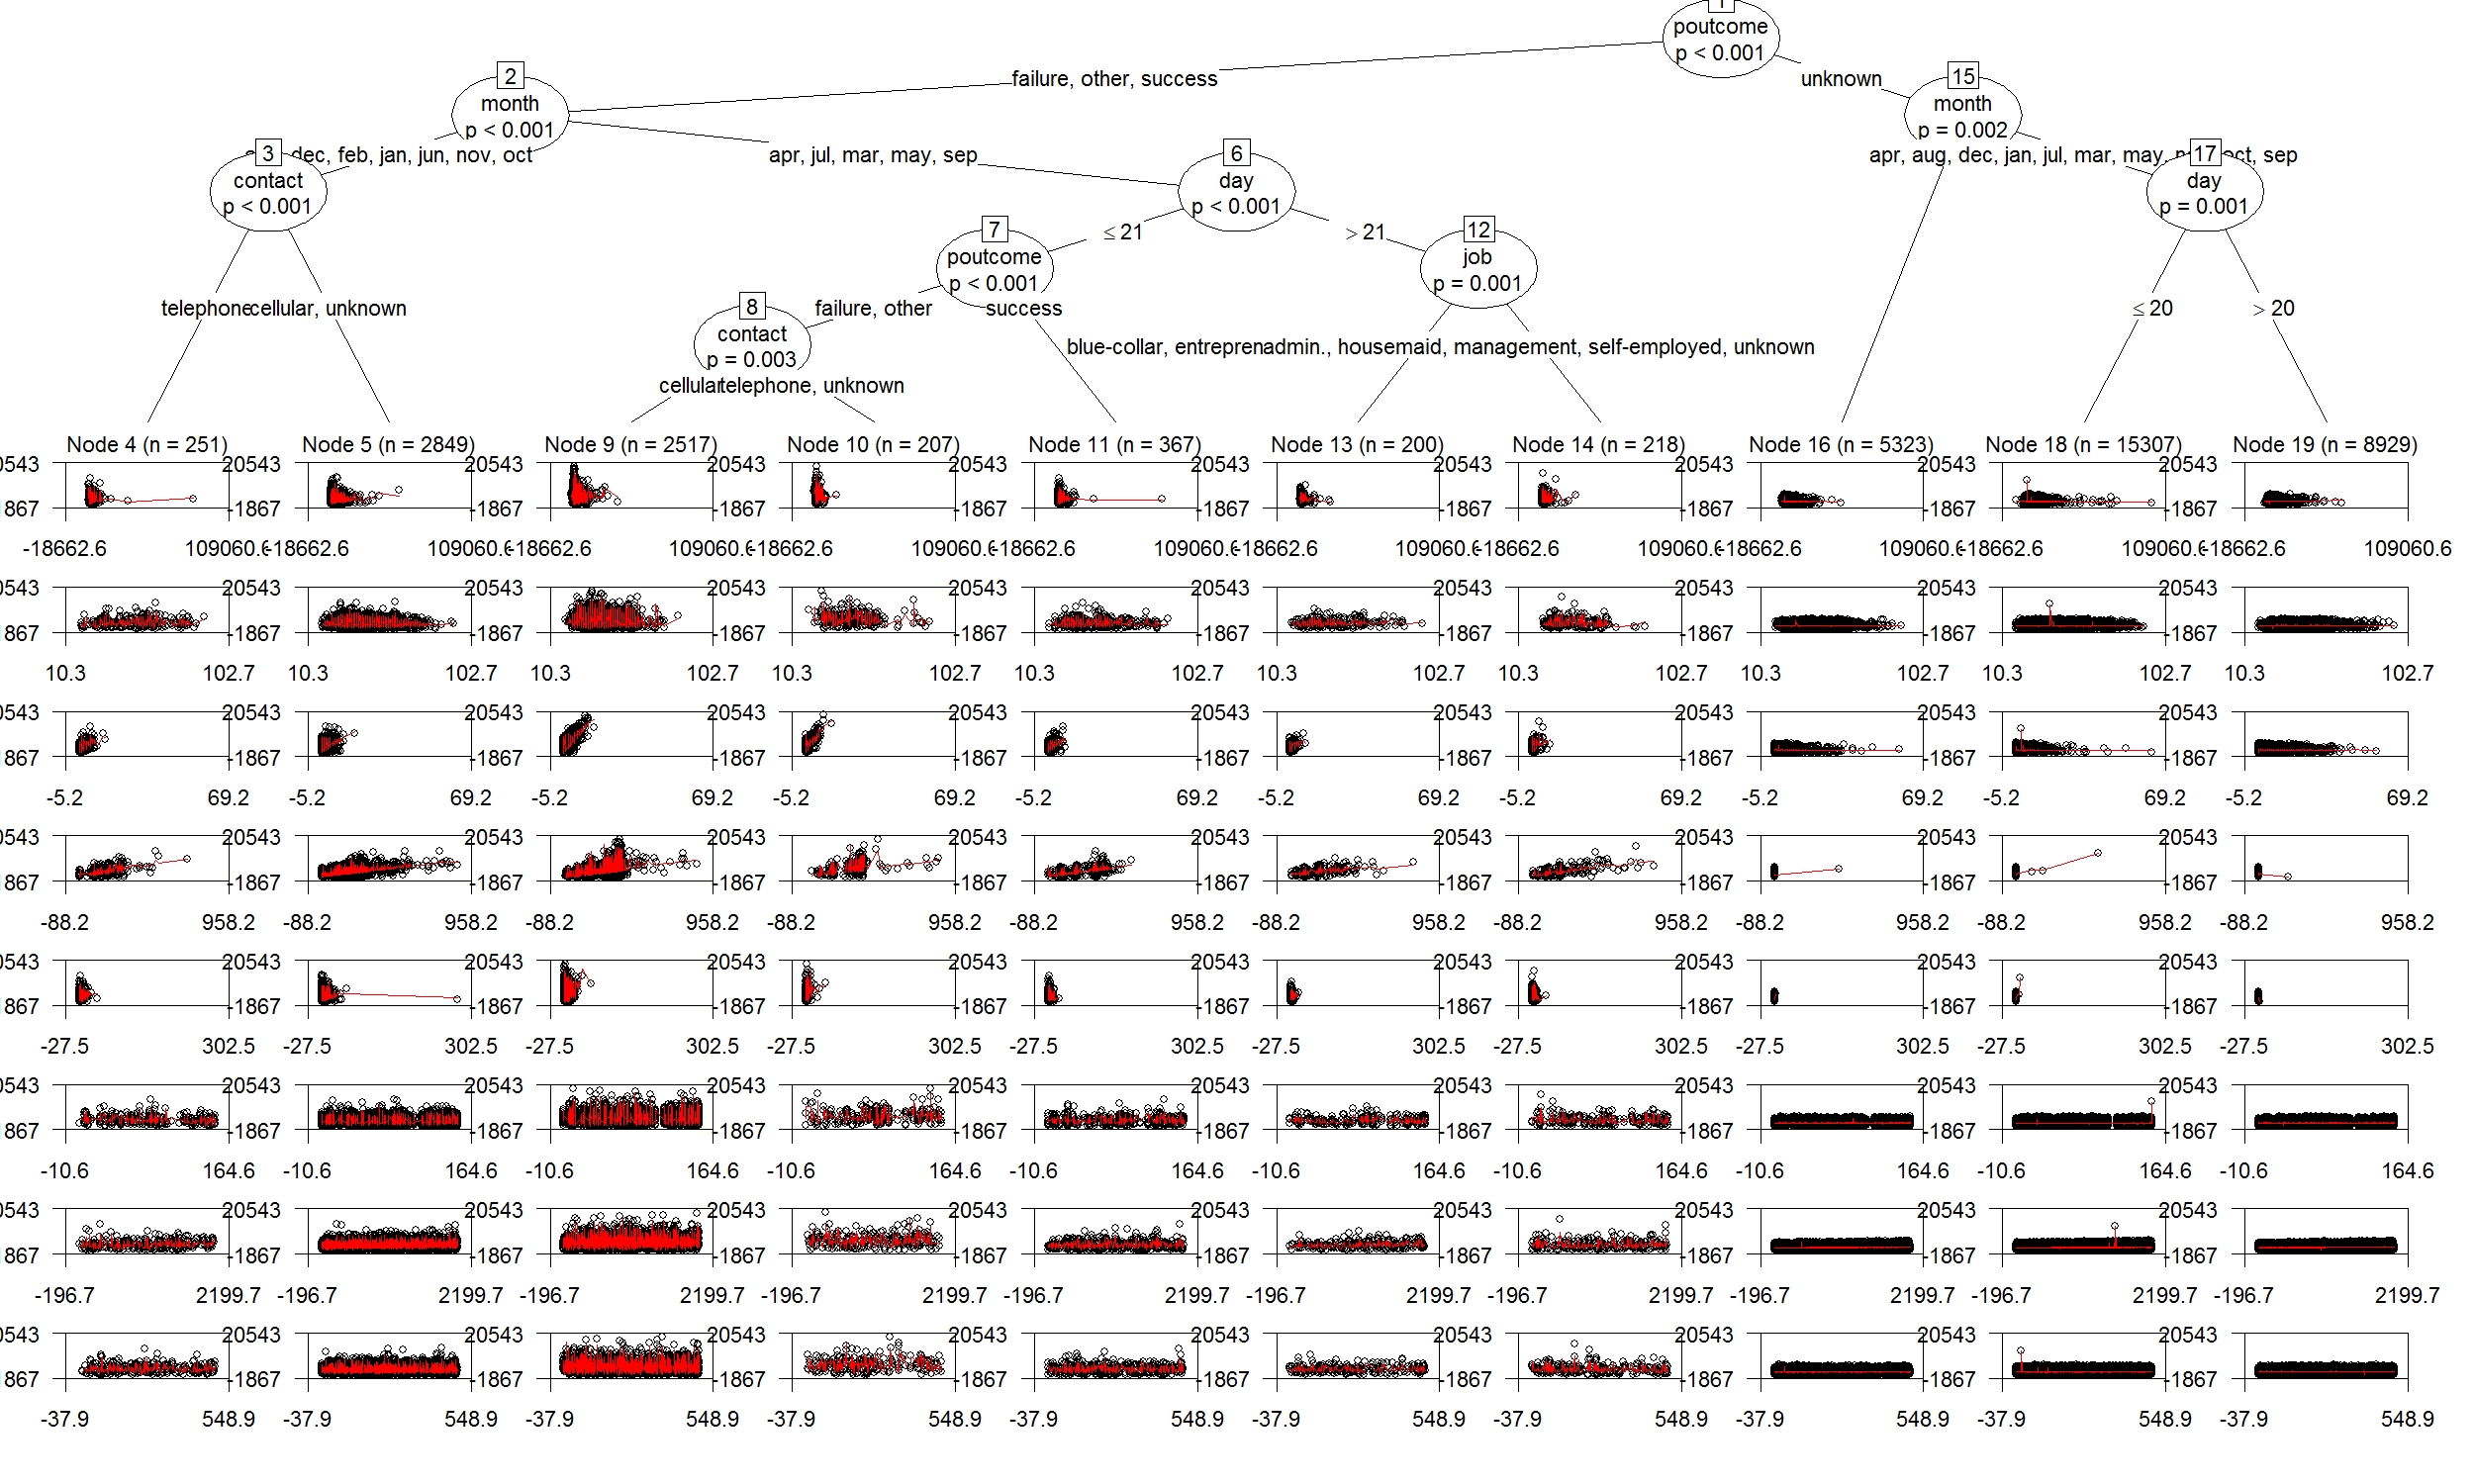 poutcome
p < 0.001
failure, other, success
unknown
2
month
p < 0.001
15
month
p = 0.002
3
dec, feb, jan, jun, nov, oct
contact
p < 0.001
apr, jul, mar, may, sep
6
day
p < 0.001
apr, aug, dec, jan, jul, mar, may, oct, sep
17
day
p = 0.001
≤ 21
> 21
7
poutcome
p < 0.001
12
job
p = 0.001
telephone
cellular, unknown
8
contact
p = 0.003
failure, other
success
≤ 20
> 20
blue-collar, admin., housemaid, management, self-employed, unknown
cellular
telephone, unknown
Node 4 (n = 251) Node 5 (n = 2849) Node 9 (n = 2517) Node 10 (n = 207) Node 11 (n = 367) Node 13 (n = 200) Node 14 (n = 218) Node 16 (n = 5323) Node 18 (n = 15307) Node 19 (n = 8929)
0543 20543 20543 20543 20543 20543 20543 20543 20543 20543
867 -1867 -1867 -1867 -1867 -1867 -1867 -1867 -1867 -1867
-18662.6 109060.6 -18662.6 109060.6 -18662.6 109060.6 -18662.6 109060.6 -18662.6 109060.6 -18662.6 109060.6 -18662.6 109060.6 -18662.6 109060.6 -18662.6 109060.6 -18662.6 109060.6
0543 20543 20543 20543 20543 20543 20543 20543 20543 20543
867 -1867 -1867 -1867 -1867 -1867 -1867 -1867 -1867 -1867
10.3 102.7 10.3 102.7 10.3 102.7 10.3 102.7 10.3 102.7 10.3 102.7 10.3 102.7 10.3 102.7 10.3 102.7 10.3 102.7
0543 20543 20543 20543 20543 20543 20543 20543 20543 20543
867 -1867 -1867 -1867 -1867 -1867 -1867 -1867 -1867 -1867
-5.2 69.2 -5.2 69.2 -5.2 69.2 -5.2 69.2 -5.2 69.2 -5.2 69.2 -5.2 69.2 -5.2 69.2 -5.2 69.2 -5.2 69.2
0543 20543 20543 20543 20543 20543 20543 20543 20543 20543
867 -1867 -1867 -1867 -1867 -1867 -1867 -1867 -1867 -1867
-88.2 958.2 -88.2 958.2 -88.2 958.2 -88.2 958.2 -88.2 958.2 -88.2 958.2 -88.2 958.2 -88.2 958.2 -88.2 958.2 -88.2 958.2
0543 20543 20543 20543 20543 20543 20543 20543 20543 20543
867 -1867 -1867 -1867 -1867 -1867 -1867 -1867 -1867 -1867
-27.5 302.5 -27.5 302.5 -27.5 302.5 -27.5 302.5 -27.5 302.5 -27.5 302.5 -27.5 302.5 -27.5 302.5 -27.5 302.5 -27.5 302.5
0543 20543 20543 20543 20543 20543 20543 20543 20543 20543
867 -1867 -1867 -1867 -1867 -1867 -1867 -1867 -1867 -1867
-10.6 164.6 -10.6 164.6 -10.6 164.6 -10.6 164.6 -10.6 164.6 -10.6 164.6 -10.6 164.6 -10.6 164.6 -10.6 164.6 -10.6 164.6
0543 20543 20543 20543 20543 20543 20543 20543 20543 20543
867 -1867 -1867 -1867 -1867 -1867 -1867 -1867 -1867 -1867
-196.7 2199.7 -196.7 2199.7 -196.7 2199.7 -196.7 2199.7 -196.7 2199.7 -196.7 2199.7 -196.7 2199.7 -196.7 2199.7 -196.7 2199.7 -196.7 2199.7
0543 20543 20543 20543 20543 20543 20543 20543 20543 20543
867 -1867 -1867 -1867 -1867 -1867 -1867 -1867 -1867 -1867
-37.9 548.9 -37.9 548.9 -37.9 548.9 -37.9 548.9 -37.9 548.9 -37.9 548.9 -37.9 548.9 -37.9 548.9 -37.9 548.9 -37.9 548.9